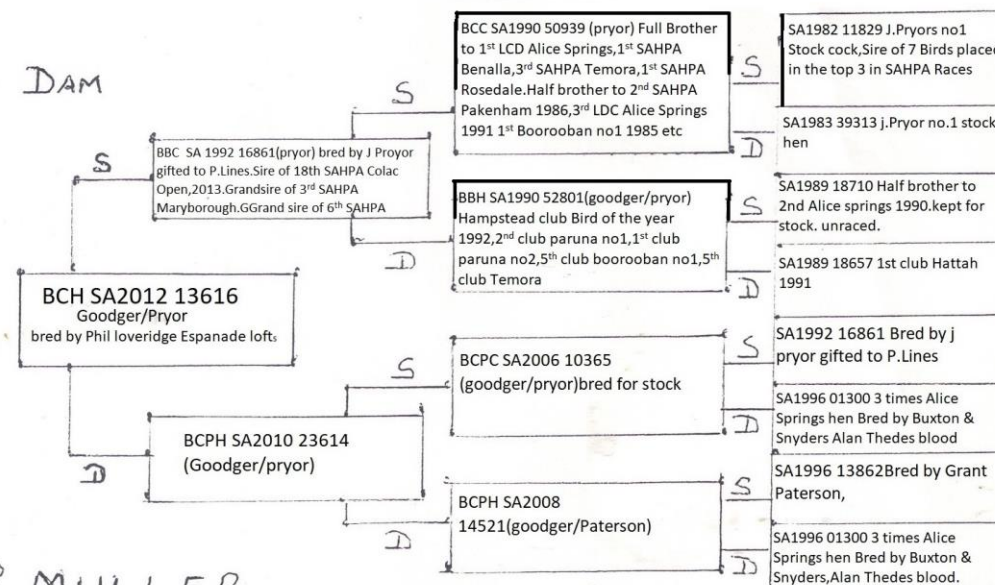 DAM
S
BCC SA1990 50939 (pryor) Full Brother
to 1st LCD Alice Springs,1st SAHPA
Benalla,3rd SAHPA Temora,1st SAHPA
Rosedale.Half brother to 2nd SAHPA
Pakenham 1986,3rd LDC Alice Springs
1991 1st Boorooban no1 1985 etc
S
SA1982 11829 J.Pryors no1
Stock cock,Sire of 7 Birds placed
in the top 3 in SAHPA Races
D
SA1983 39313 j.Pryor no.1 stock
hen
S
BBC SA 1992 16861(pryor) bred by J Proyor
gifted to P.Lines.Sire of 18th SAHPA Colac
Open,2013.Grandsire of 3rd SAHPA
Maryborough.GGrand sire of 6th SAHPA
D
BBH SA1990 52801(goodger/pryor)
Hampstead club Bird of the year
1992,2nd club paruna no1,1st club
paruna no2,5th club boorooban no1,5th
club Temora
S
SA1989 18710 Half brother to
2nd Alice springs 1990.kept for
stock. unraced.
D
SA1989 18657 1st club Hattah
1991
BCH SA2012 13616
Goodger/Pryor
bred by Phil loveridge Espanade lofts
S
BCPC SA2006 10365
(goodger/pryor)bred for stock
S
SA1992 16861 Bred by j
pryor gifted to P.Lines
D
SA1996 01300 3 times Alice
Springs hen Bred by Buxton &
Snyders Alan Thedes blood
D
BCPH SA2010 23614
(Goodger/pryor)
D
BCPH SA2008
14521(goodger/Paterson)
S
SA1996 13862Bred by Grant
Paterson,
D
SA1996 01300 3 times Alice
Springs hen Bred by Buxton &
Snyders,Alan Thedes blood.